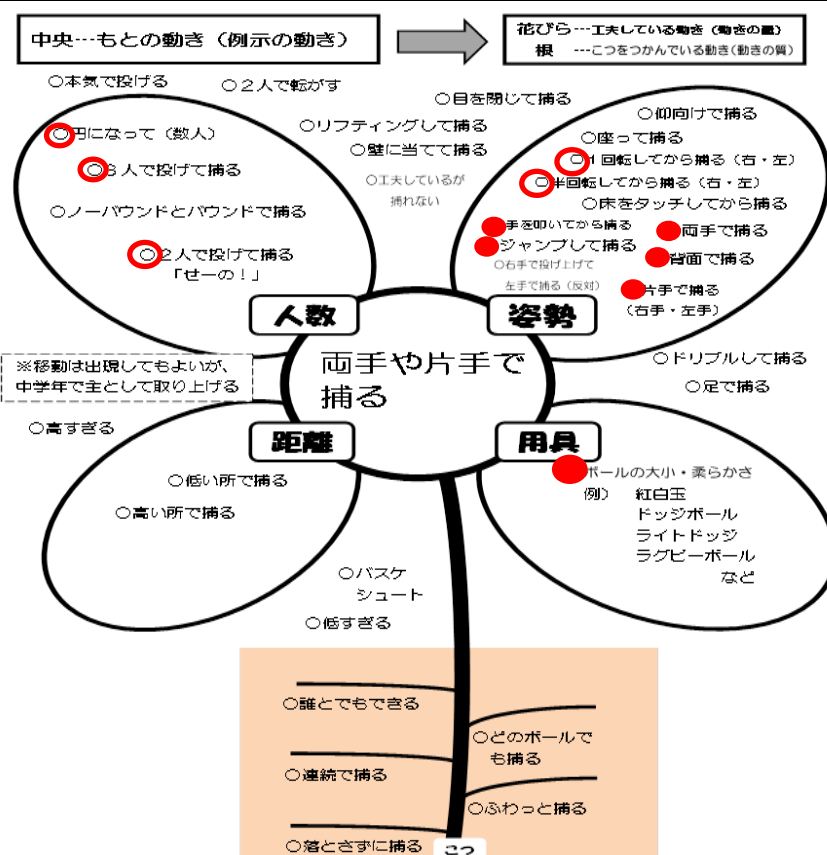 中央…もとの動き(例示の動き)
花びら…工夫している動き(動きの量)
根 …こつをつかんでいる動き(動きの質)
○本気で投げる
○2人で転がす
○目を閉じて捕る
○リフティングして捕る
○壁に当てて捕る
○工夫しているが
捕れない
○円になって(数人)
○3人で投げて捕る
○ノーバウンドとバウンドで捕る
○2人で投げて捕る
「せーの!」
人数
○仰向けで捕る
○座って捕る
○1回転してから捕る(右・左)
○半回転してから捕る(右・左)
○床をタッチしてから捕る
手を叩いてから捕る
ジャンプして捕る
両手で捕る
背面で捕る
○右手で投げ上げて
左手で捕る(反対)
片手で捕る
(右手・左手)
姿勢
両手や片手で
捕る
※移動は出現してもよいが、
中学年で主として取り上げる
○ドリブルして捕る
○足で捕る
○高すぎる
距離
○低い所で捕る
○高い所で捕る
用具
ボールの大小・柔らかさ
例) 紅白玉
ドッジボール
ライトドッジ
ラグビーボール
など
○バスケ
シュート
○低すぎる
○誰とでもできる
○どのボールで
も捕る
○連続で捕る
○ふわっと捕る
○落とさずに捕る
こつ